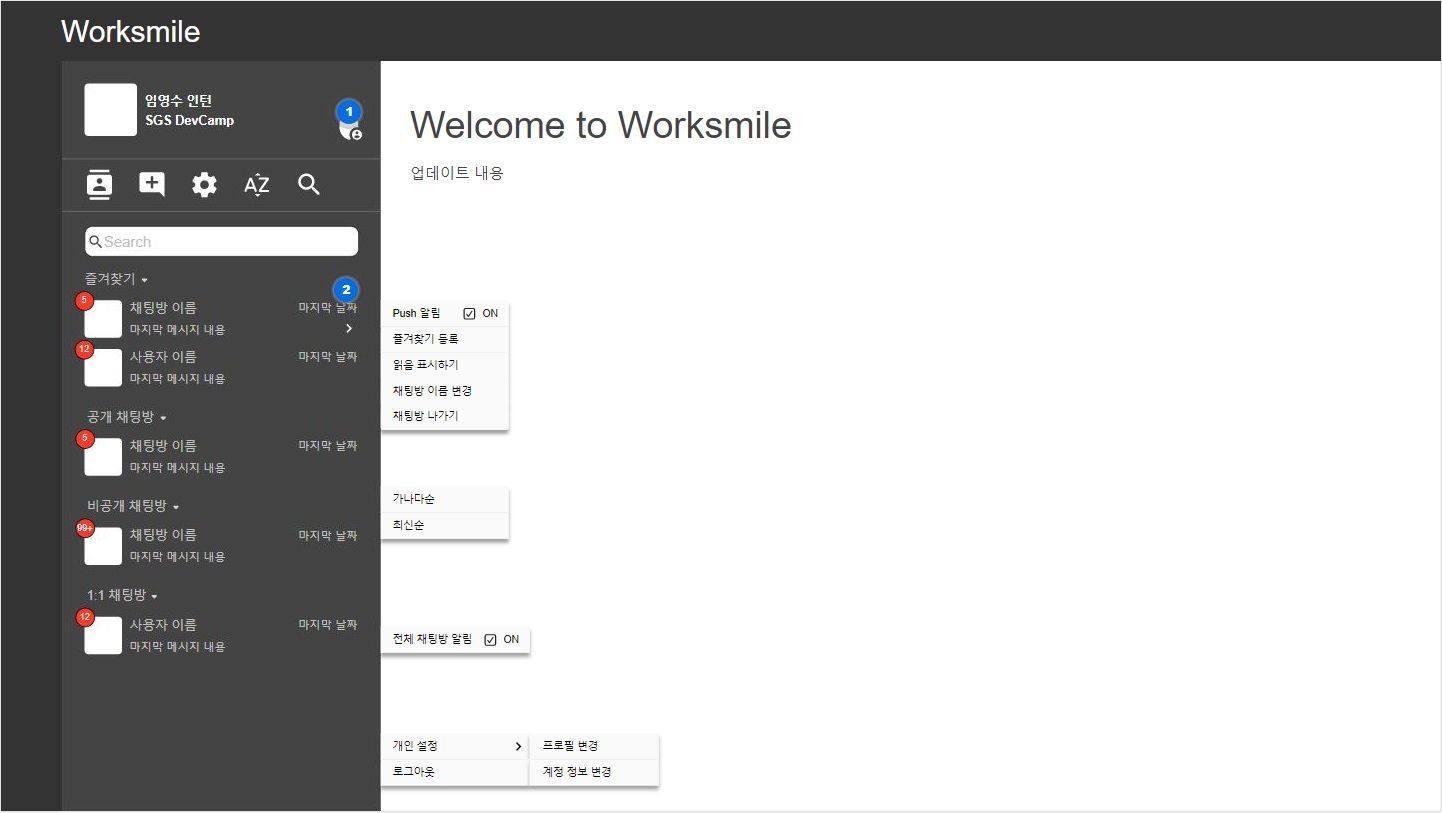 Worksmile
임영수 인턴
SGS DevCamp
1
Search
즐겨찾기
2
5
채팅방 이름
마지막 날짜
마지막 메시지 내용
12
사용자 이름
마지막 날짜
마지막 메시지 내용
공개 채팅방
5
채팅방 이름
마지막 날짜
마지막 메시지 내용
비공개 채팅방
99+
채팅방 이름
마지막 날짜
마지막 메시지 내용
1:1 채팅방
12
사용자 이름
마지막 날짜
마지막 메시지 내용
Welcome to Worksmile
업데이트 내용
Push 알림 ON
즐겨찾기 등록
읽음 표시하기
채팅방 이름 변경
채팅방 나가기
가나다순
최신순
전체 채팅방 알림 ON
개인 설정
로그아웃
프로필 변경
계정 정보 변경